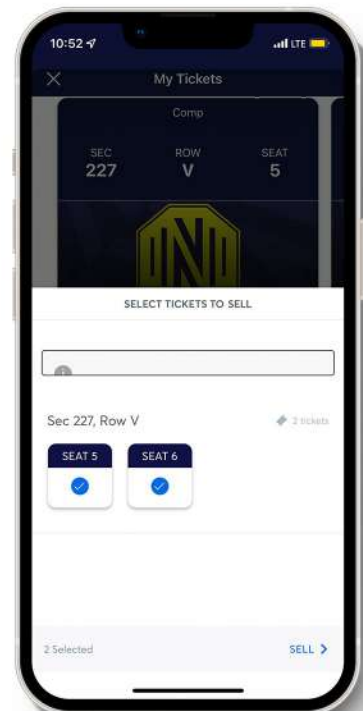 10:52
LTE
My Tickets
Comp
SEC ROW SEAT
227 V 5
SELECT TICKETS TO SELL
Sec 227, Row V 2 tickets
SEAT 5 SEAT 6
2 Selected SELL >